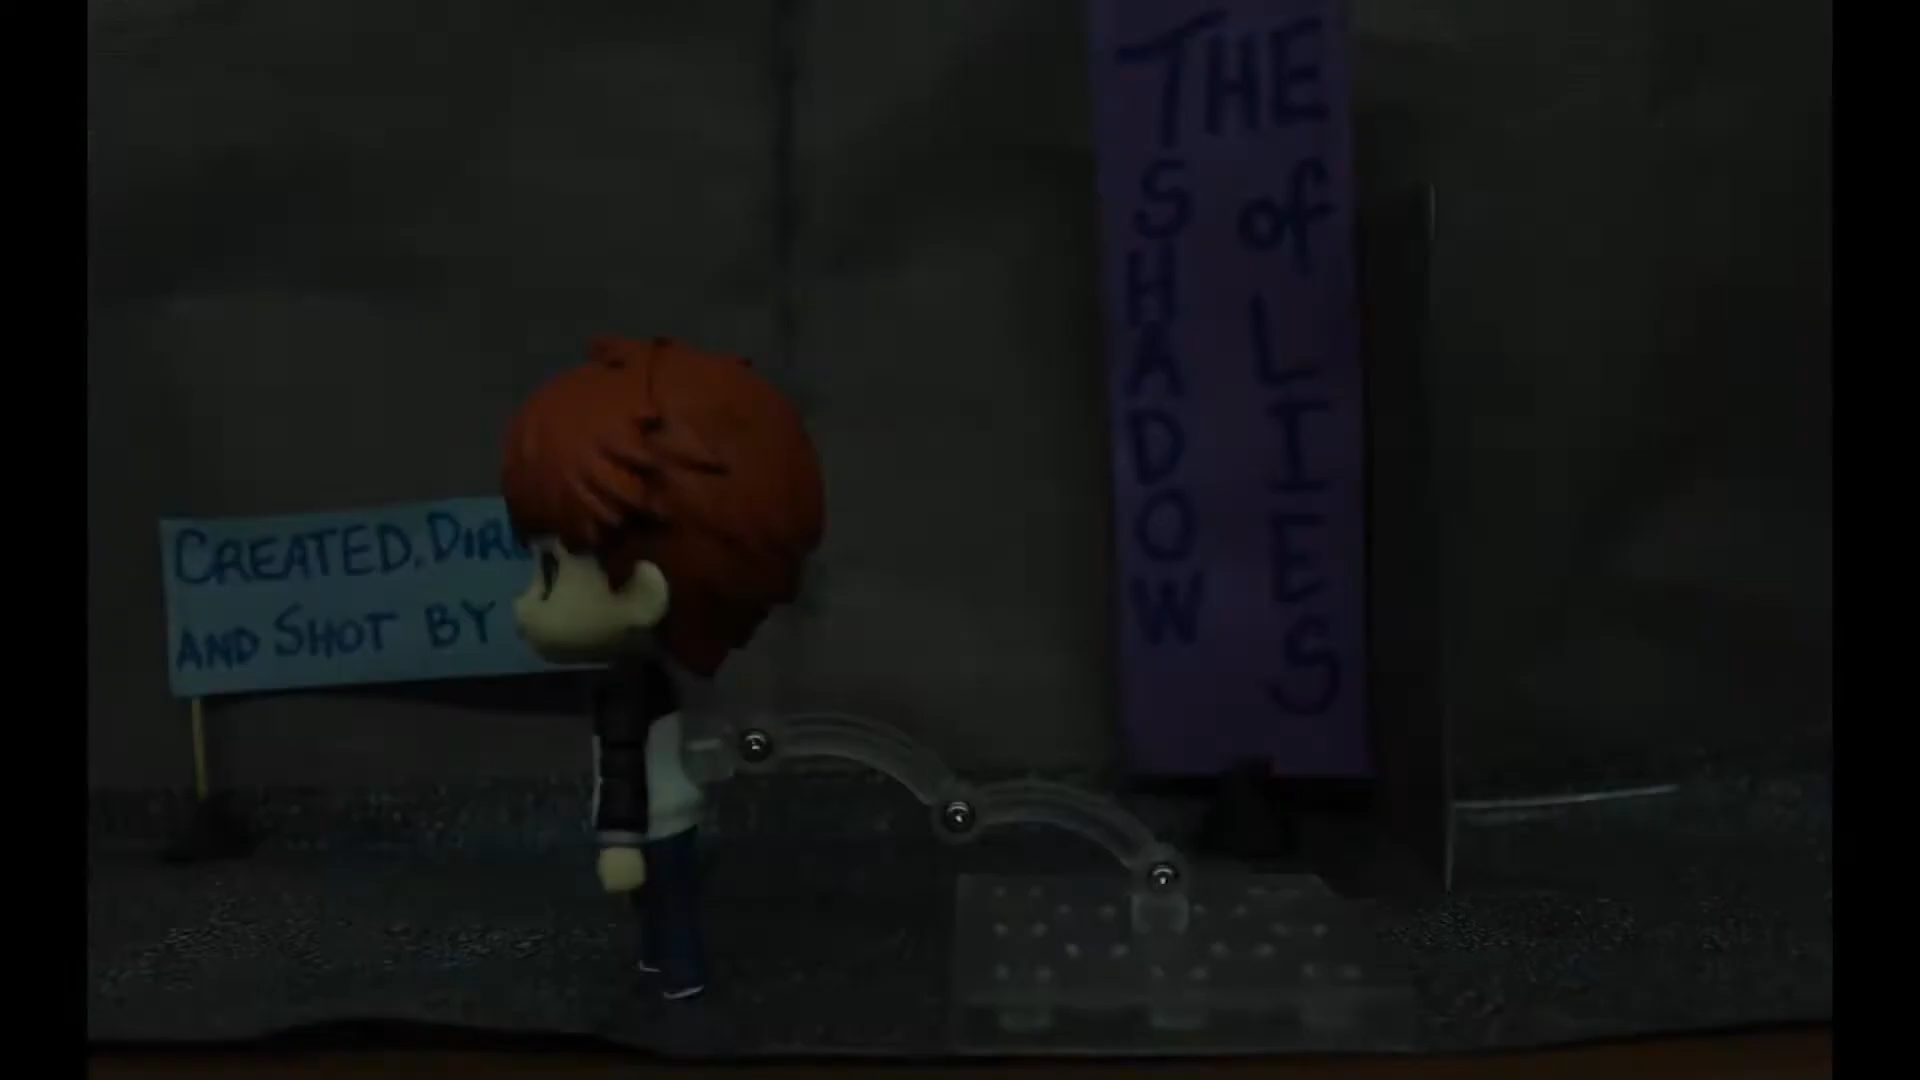 CREATED, DIR
AND SHOT BY
THE
SHADOW
of
LIES